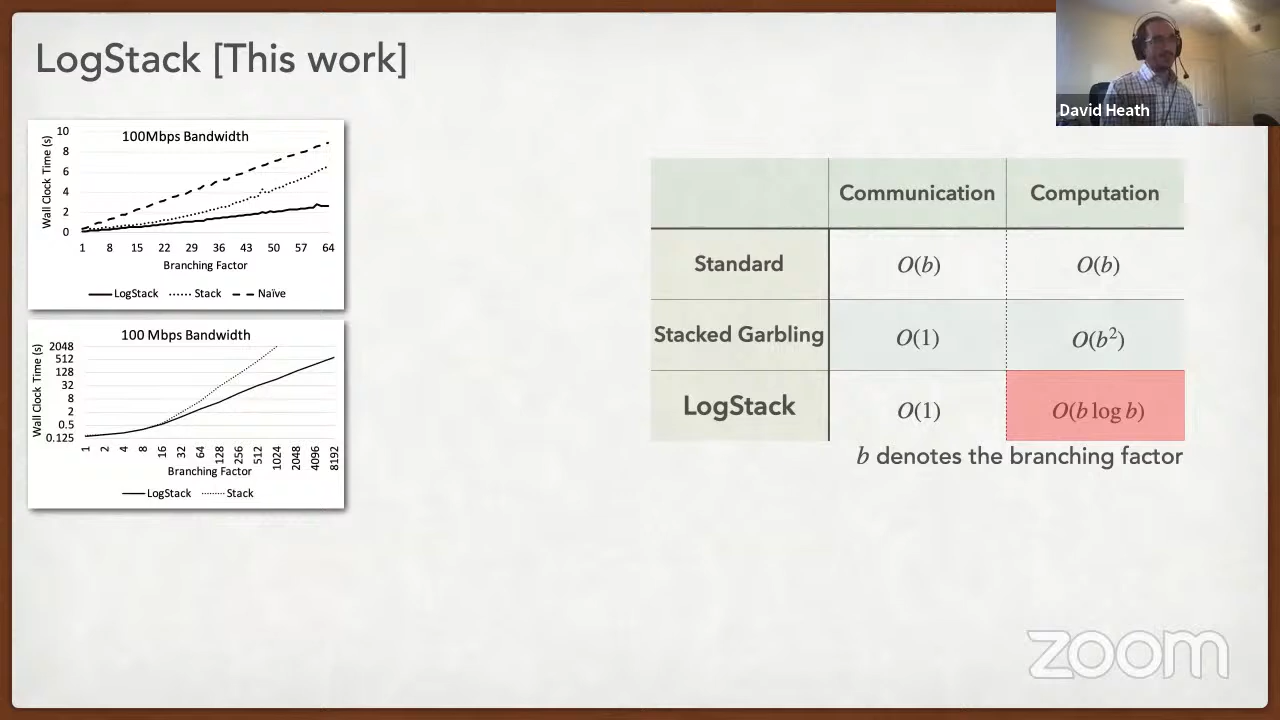 LogStack [This work]
David Heath
100Mbps Bandwidth
Wall Clock Time (s)
10
8
6
4
2
0
1 8 15 22 29 36 43 50 57 64
Branching Factor
LogStack Stack Naïve
100 Mbps Bandwidth
Wall Clock Time (s)
2048
512
128
32
8
2
0.5
0.125
1 2 4 8 16 32 64 128 256 512 1024 2048 4096 8192
Branching Factor
LogStack Stack
Communication Computation
Standard O(b) O(b)
Stacked Garbling O(1) O(b²)
LogStack O(1) O(b log b)
b denotes the branching factor
zoom